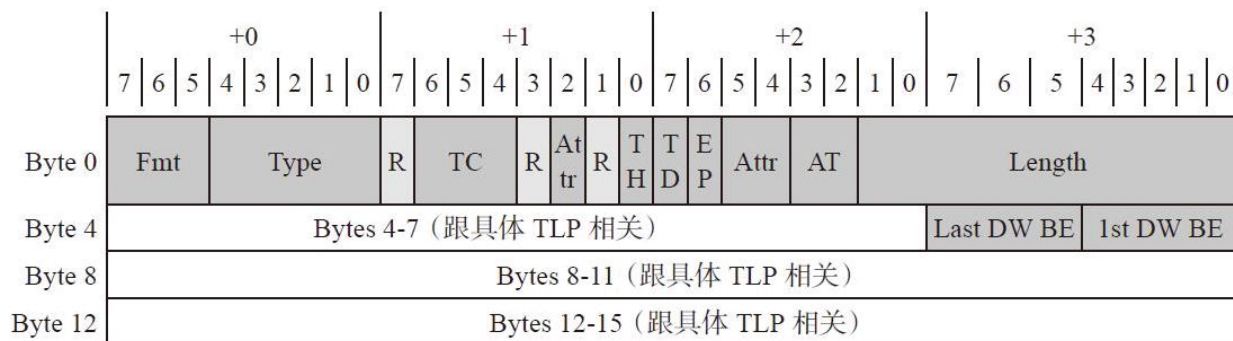 +0 +1 +2 +3
7 6 5 4 3 2 1 0 7 6 5 4 3 2 1 0 7 6 5 4 3 2 1 0 7 6 5 4 3 2 1 0
Byte 0 Fmt Type R TC R At tr R T H T D E P Attr AT Length
Byte 4 Bytes 4-7（跟具体 TLP 相关） Last DW BE 1st DW BE
Byte 8 Bytes 8-11（跟具体 TLP 相关）
Byte 12 Bytes 12-15（跟具体 TLP 相关）